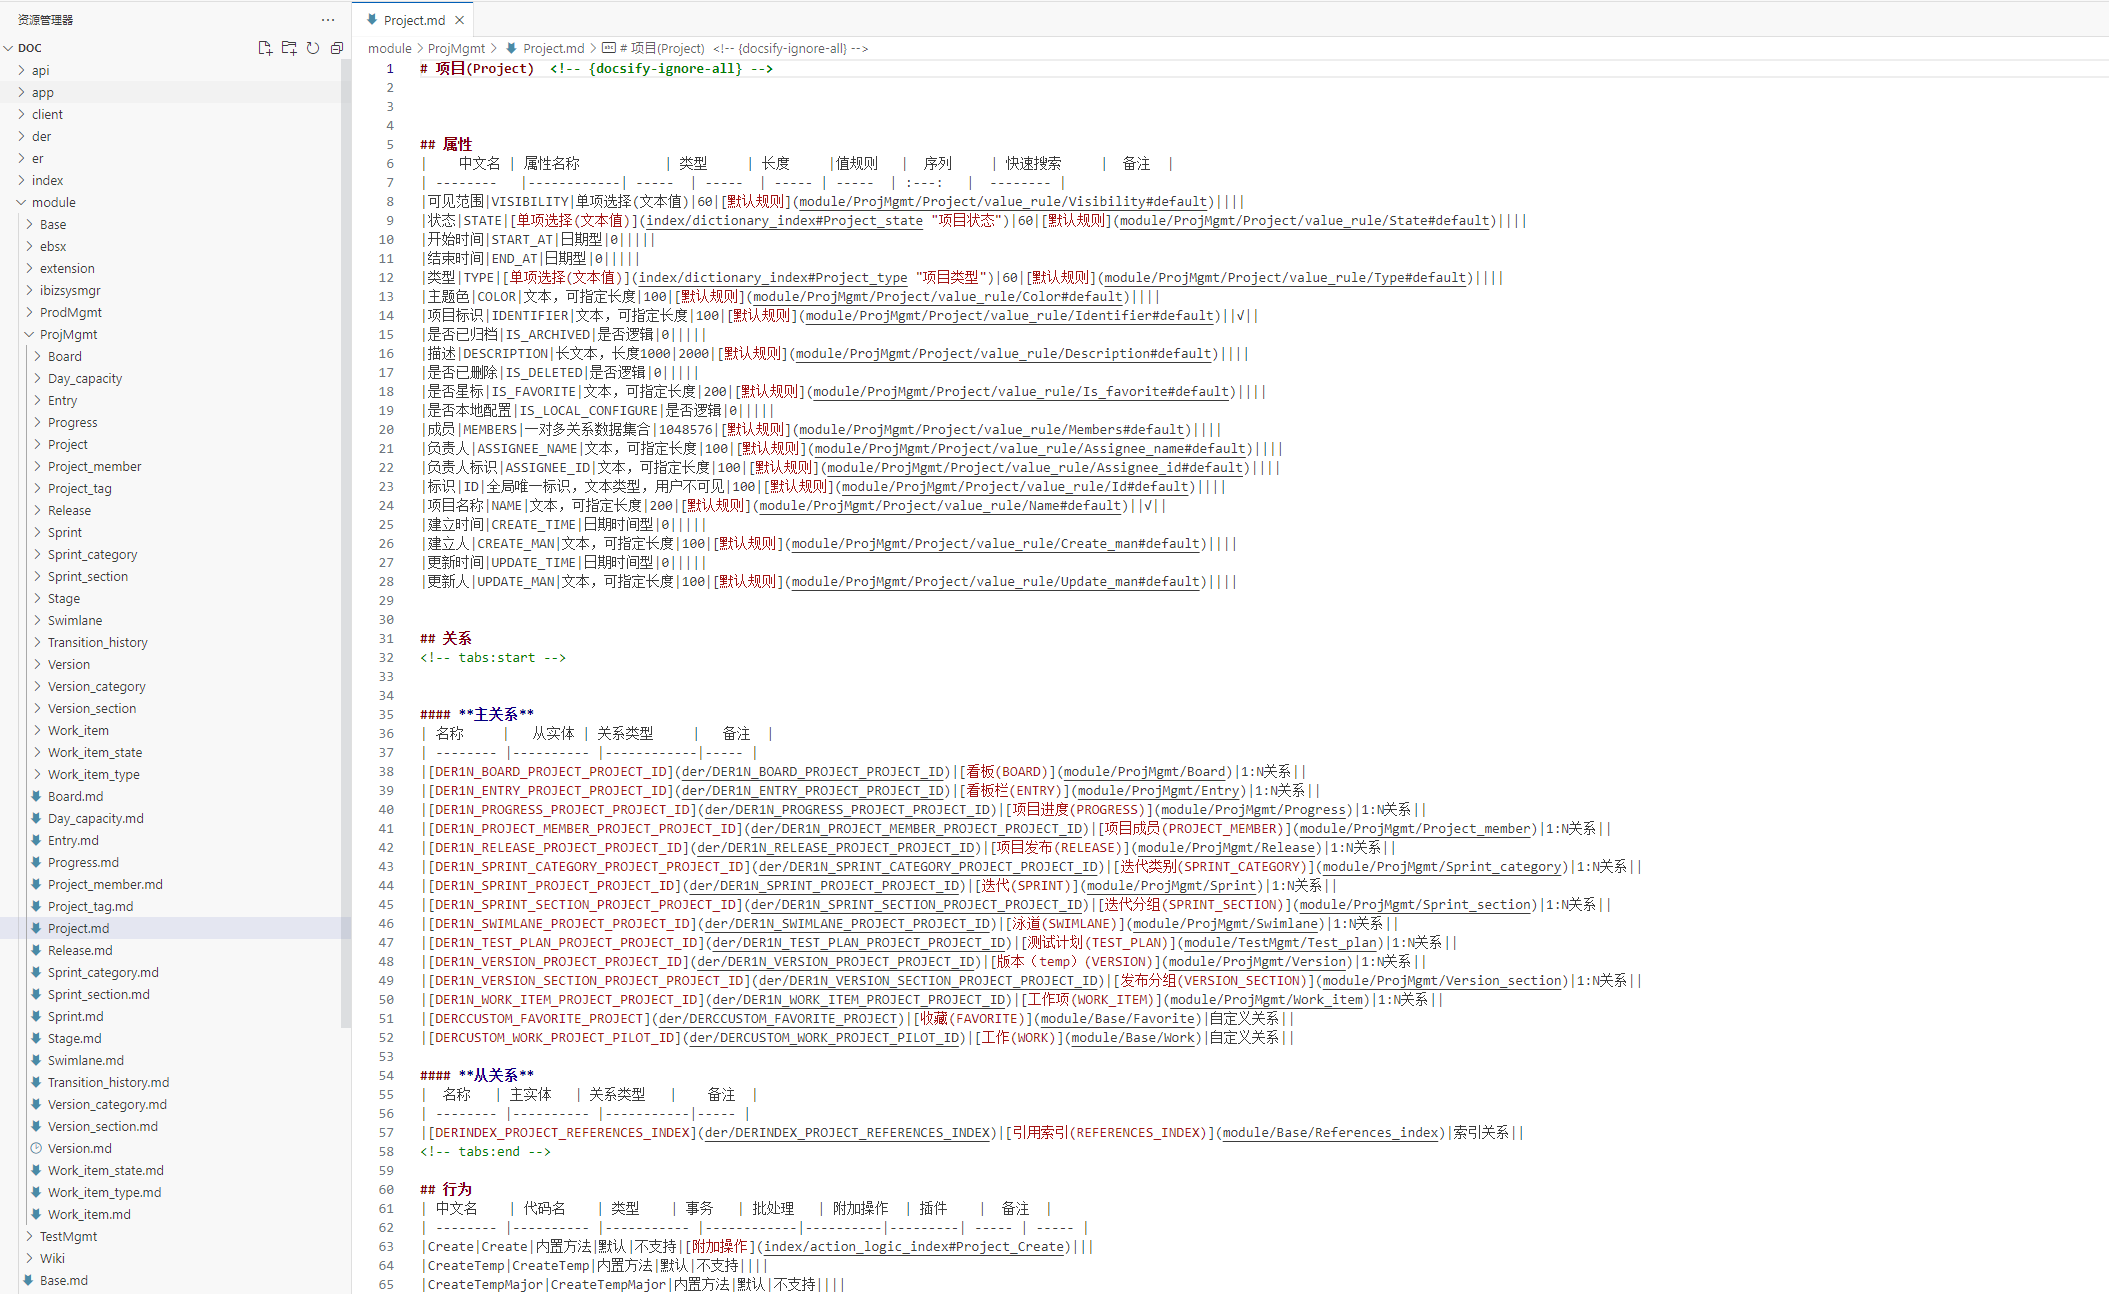 资源管理器
DOC
api
app
client
der
er
index
module
Base
ebsx
extension
ibizsysmgr
ProdMgmt
ProjMgmt
Board
Day_capacity
Entry
Progress
Project
Project_member
Project_tag
Release
Sprint
Sprint_category
Sprint_section
Stage
Swimlane
Transition_history
Version
Version_category
Version_section
Work_item
Work_item_state
Work_item_type
Board.md
Day_capacity.md
Entry.md
Progress.md
Project_member.md
Project_tag.md
Project.md
Release.md
Sprint_category.md
Sprint_section.md
Sprint.md
Stage.md
Swimlane.md
Transition_history.md
Version_category.md
Version_section.md
Version.md
Work_item_state.md
Work_item_type.md
Work_item.md
TestMgmt
Wiki
Base.md
Project.md
module > ProjMgmt > Project.md > # 项目(Project) <!-- {docsify-ignore-all} -->
1 # 项目(Project)  <!-- {docsify-ignore-all} -->
2
3
4
5 ## 属性
6 |    中文名 | 属性名称           | 类型     | 长度     |值规则   |  序列     | 快速搜索     |  备注  |
7 | --------   |------------| -----  | -----  | ----- | -----  | :---:   |  -------- |
8 |可见范围|VISIBILITY|单项选择(文本值)|60|[默认规则](module/ProjMgmt/Project/value_rule/Visibility#default)||||
9 |状态|STATE|[单项选择(文本值)](index/dictionary_index#Project_state "项目状态")|60|[默认规则](module/ProjMgmt/Project/value_rule/State#default)||||
10 |开始时间|START_AT|日期型|0|||||
11 |结束时间|END_AT|日期型|0|||||
12 |类型|TYPE|[单项选择(文本值)](index/dictionary_index#Project_type "项目类型")|60|[默认规则](module/ProjMgmt/Project/value_rule/Type#default)||||
13 |主题色|COLOR|文本，可指定长度|100|[默认规则](module/ProjMgmt/Project/value_rule/Color#default)||||
14 |项目标识|IDENTIFIER|文本，可指定长度|100|[默认规则](module/ProjMgmt/Project/value_rule/Identifier#default)||√||
15 |是否已归档|IS_ARCHIVED|是否逻辑|0|||||
16 |描述|DESCRIPTION|长文本，长度1000|2000|[默认规则](module/ProjMgmt/Project/value_rule/Description#default)||||
17 |是否已删除|IS_DELETED|是否逻辑|0|||||
18 |是否星标|IS_FAVORITE|文本，可指定长度|200|[默认规则](module/ProjMgmt/Project/value_rule/Is_favorite#default)||||
19 |是否本地配置|IS_LOCAL_CONFIGURE|是否逻辑|0|||||
20 |成员|MEMBERS|一对多关系数据集合|1048576|[默认规则](module/ProjMgmt/Project/value_rule/Members#default)||||
21 |负责人|ASSIGNEE_NAME|文本，可指定长度|100|[默认规则](module/ProjMgmt/Project/value_rule/Assignee_name#default)||||
22 |负责人标识|ASSIGNEE_ID|文本，可指定长度|100|[默认规则](module/ProjMgmt/Project/value_rule/Assignee_id#default)||||
23 |标识|ID|全局唯一标识，文本类型，用户不可见|100|[默认规则](module/ProjMgmt/Project/value_rule/Id#default)||||
24 |项目名称|NAME|文本，可指定长度|200|[默认规则](module/ProjMgmt/Project/value_rule/Name#default)||√||
25 |建立时间|CREATE_TIME|日期时间型|0|||||
26 |建立人|CREATE_MAN|文本，可指定长度|100|[默认规则](module/ProjMgmt/Project/value_rule/Create_man#default)||||
27 |更新时间|UPDATE_TIME|日期时间型|0|||||
28 |更新人|UPDATE_MAN|文本，可指定长度|100|[默认规则](module/ProjMgmt/Project/value_rule/Update_man#default)||||
29
30
31 ## 关系
32 <!-- tabs:start -->
33
34
35 #### **主关系**
36 | 名称     |   从实体 | 关系类型     |   备注  |
37 | -------- |---------- |------------|----- |
38 |[DER1N_BOARD_PROJECT_PROJECT_ID](der/DER1N_BOARD_PROJECT_PROJECT_ID)|[看板(BOARD)](module/ProjMgmt/Board)|1:N关系||
39 |[DER1N_ENTRY_PROJECT_PROJECT_ID](der/DER1N_ENTRY_PROJECT_PROJECT_ID)|[看板栏(ENTRY)](module/ProjMgmt/Entry)|1:N关系||
40 |[DER1N_PROGRESS_PROJECT_PROJECT_ID](der/DER1N_PROGRESS_PROJECT_PROJECT_ID)|[项目进度(PROGRESS)](module/ProjMgmt/Progress)|1:N关系||
41 |[DER1N_PROJECT_MEMBER_PROJECT_PROJECT_ID](der/DER1N_PROJECT_MEMBER_PROJECT_PROJECT_ID)|[项目成员(PROJECT_MEMBER)](module/ProjMgmt/Project_member)|1:N关系||
42 |[DER1N_RELEASE_PROJECT_PROJECT_ID](der/DER1N_RELEASE_PROJECT_PROJECT_ID)|[项目发布(RELEASE)](module/ProjMgmt/Release)|1:N关系||
43 |[DER1N_SPRINT_CATEGORY_PROJECT_PROJECT_ID](der/DER1N_SPRINT_CATEGORY_PROJECT_PROJECT_ID)|[迭代类别(SPRINT_CATEGORY)](module/ProjMgmt/Sprint_category)|1:N关系||
44 |[DER1N_SPRINT_PROJECT_PROJECT_ID](der/DER1N_SPRINT_PROJECT_PROJECT_ID)|[迭代(SPRINT)](module/ProjMgmt/Sprint)|1:N关系||
45 |[DER1N_SPRINT_SECTION_PROJECT_PROJECT_ID](der/DER1N_SPRINT_SECTION_PROJECT_PROJECT_ID)|[迭代分组(SPRINT_SECTION)](module/ProjMgmt/Sprint_section)|1:N关系||
46 |[DER1N_SWIMLANE_PROJECT_PROJECT_ID](der/DER1N_SWIMLANE_PROJECT_PROJECT_ID)|[泳道(SWIMLANE)](module/ProjMgmt/Swimlane)|1:N关系||
47 |[DER1N_TEST_PLAN_PROJECT_PROJECT_ID](der/DER1N_TEST_PLAN_PROJECT_PROJECT_ID)|[测试计划(TEST_PLAN)](module/TestMgmt/Test_plan)|1:N关系||
48 |[DER1N_VERSION_PROJECT_PROJECT_ID](der/DER1N_VERSION_PROJECT_PROJECT_ID)|[版本（temp）(VERSION)](module/ProjMgmt/Version)|1:N关系||
49 |[DER1N_VERSION_SECTION_PROJECT_PROJECT_ID](der/DER1N_VERSION_SECTION_PROJECT_PROJECT_ID)|[发布分组(VERSION_SECTION)](module/ProjMgmt/Version_section)|1:N关系||
50 |[DER1N_WORK_ITEM_PROJECT_PROJECT_ID](der/DER1N_WORK_ITEM_PROJECT_PROJECT_ID)|[工作项(WORK_ITEM)](module/ProjMgmt/Work_item)|1:N关系||
51 |[DERCCUSTOM_FAVORITE_PROJECT](der/DERCCUSTOM_FAVORITE_PROJECT)|[收藏(FAVORITE)](module/Base/Favorite)|自定义关系||
52 |[DERCUSTOM_WORK_PROJECT_PILOT_ID](der/DERCUSTOM_WORK_PROJECT_PILOT_ID)|[工作(WORK)](module/Base/Work)|自定义关系||
53
54 #### **从关系**
55 |  名称   | 主实体   | 关系类型   |    备注  |
56 | -------- |---------- |-----------|----- |
57 |[DERINDEX_PROJECT_REFERENCES_INDEX](der/DERINDEX_PROJECT_REFERENCES_INDEX)|[引用索引(REFERENCES_INDEX)](module/Base/References_index)|索引关系||
58 <!-- tabs:end -->
59
60 ## 行为
61 | 中文名    | 代码名    | 类型    | 事务   | 批处理   | 附加操作  | 插件    |  备注  |
62 | -------- |---------- |----------- |------------|----------|---------| ----- | ----- |
63 |Create|Create|内置方法|默认|不支持|[附加操作](index/action_logic_index#Project_Create)|||
64 |CreateTemp|CreateTemp|内置方法|默认|不支持||||
65 |CreateTempMajor|CreateTempMajor|内置方法|默认|不支持||||